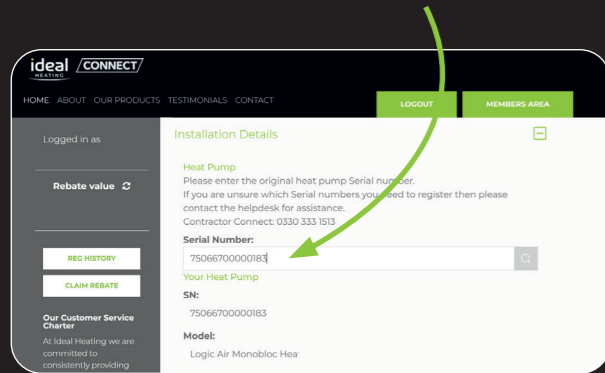 ideal CONNECT
HEATING
HOME ABOUT OUR PRODUCTS TESTIMONIALS CONTACT
LOGOUT
MEMBERS AREA
Logged in as
Rebate value
REG HISTORY
CLAIM REBATE
Our Customer Service
Charter
At Ideal Heating we are
committed to
consistently providing
Installation Details
Heat Pump
Please enter the original heat pump Serial number.
If you are unsure which Serial numbers you need to register then please
contact the helpdesk for assistance.
Contractor Connect: 0330 333 1513
Serial Number:
75066700000183
Your Heat Pump
SN:
75066700000183
Model:
Logic Air Monobloc Hea